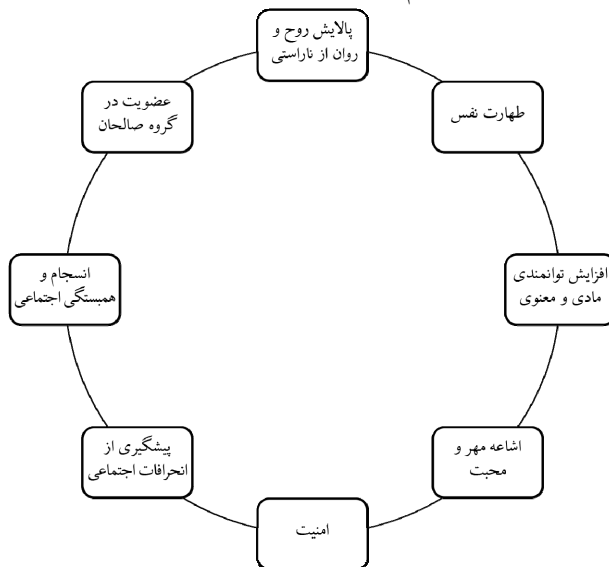 پالایش روح و
روان از ناراستی
طهارت نفس
افزایش توانمندی
مادی و معنوی
اشاعه مهر و
محبت
امنیت
پیشگیری از
انحرافات اجتماعی
انسجام و
همبستگی اجتماعی
عضویت در
گروه صالحان